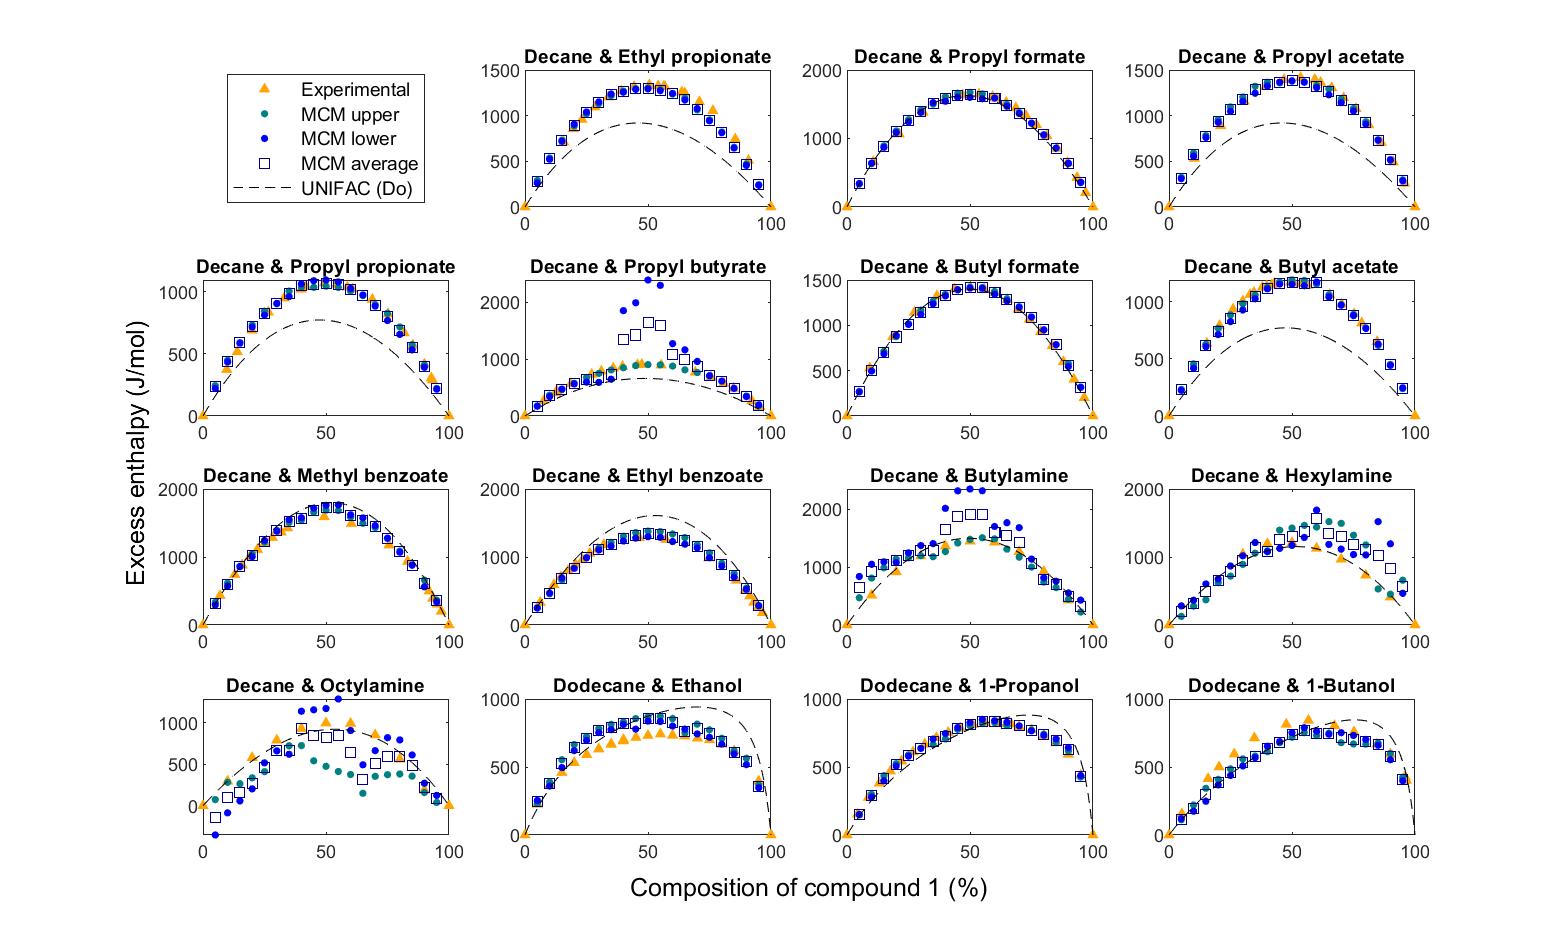 Experimental
MCM upper
MCM lower
MCM average
UNIFAC (Do)
Decane & Ethyl propionate
1500
1000
500
0
0 50 100
Decane & Propyl formate
2000
1000
0
0 50 100
Decane & Propyl acetate
1500
1000
500
0
0 50 100
Decane & Propyl propionate
1000
500
0
0 50 100
Decane & Propyl butyrate
2000
1000
0
0 50 100
Decane & Butyl formate
1500
1000
500
0
0 50 100
Decane & Butyl acetate
1000
500
0
0 50 100
Decane & Methyl benzoate
2000
1000
0
0 50 100
Decane & Ethyl benzoate
2000
1000
0
0 50 100
Decane & Butylamine
2000
1000
0
0 50 100
Decane & Hexylamine
2000
1000
0
0 50 100
Decane & Octylamine
1000
500
0
0 50 100
Dodecane & Ethanol
1000
500
0
0 50 100
Dodecane & 1-Propanol
1000
500
0
0 50 100
Dodecane & 1-Butanol
1000
500
0
0 50 100
Excess enthalpy (J/mol)
Composition of compound 1 (%)